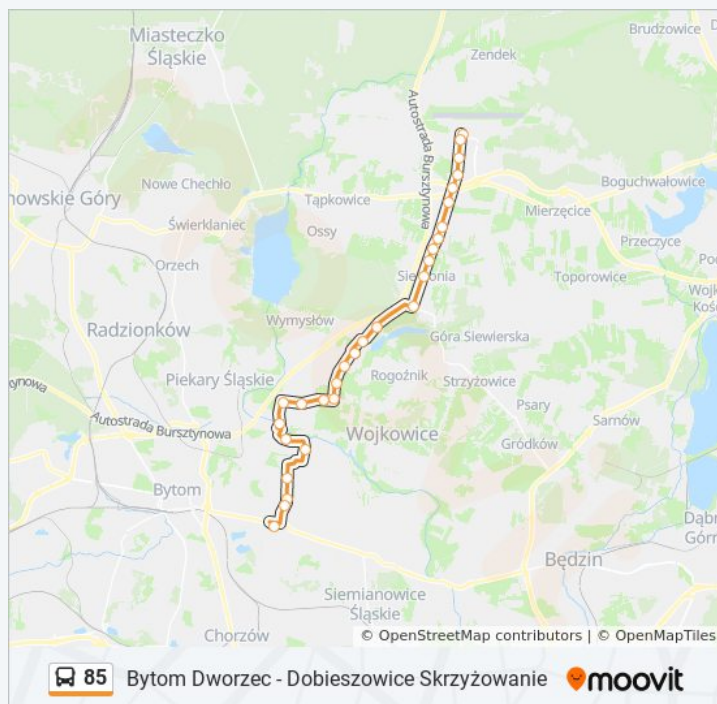 Miasteczko
Śląskie
Brudzowice
Zendek
Autostrada Bursztynowa
Boguchwałowice
nowskie Góry
Nowe Chechło
Tąpkowice
Mierzęcice
Świerklaniec
Ossy
Przeczyce
Orzech
Toporowice
Wymysłów
Radzionków
Góra Siewierska
Piekary Śląskie
Rogoźnik
Strzyżowice
Psary
Sarnów
Autostrada Bursztynowa
Wojkowice
Gródków
Bytom
Będzin
Siemianowice
Śląskie
Chorzów
© OpenStreetMap contributors | © OpenMapTiles
85 Bytom Dworzec - Dobieszowice Skrzyżowanie moovit